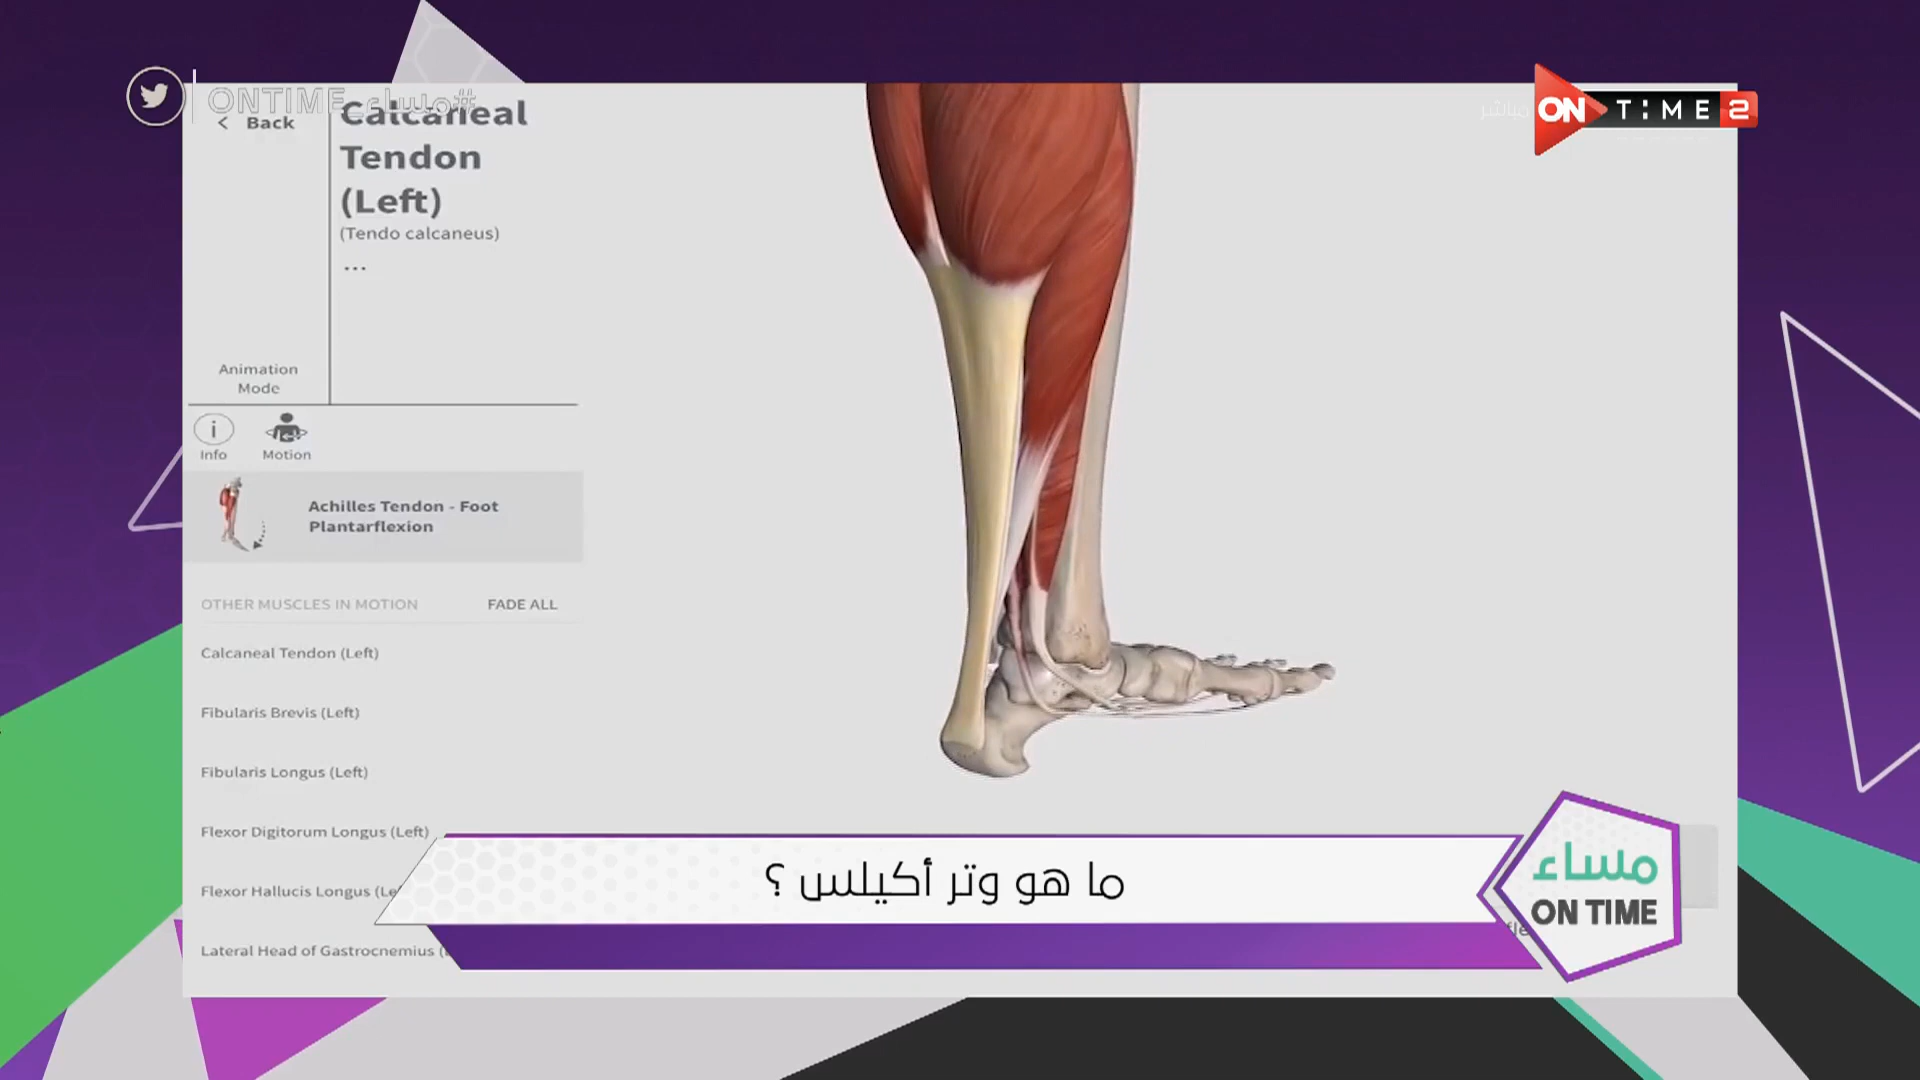 #مساء_ONTIME
مباشر
ON TIME 2
< Back
Calcaneal
Tendon
(Left)
(Tendo calcaneus)
...
Animation
Mode
i
Info
Motion
Achilles Tendon - Foot
Plantarflexion
OTHER MUSCLES IN MOTION
FADE ALL
Calcaneal Tendon (Left)
Fibularis Brevis (Left)
Fibularis Longus (Left)
Flexor Digitorum Longus (Left)
Flexor Hallucis Longus
Lateral Head of Gastrocnemius
ما هو وتر أكيلس ؟
مساء
ON TIME